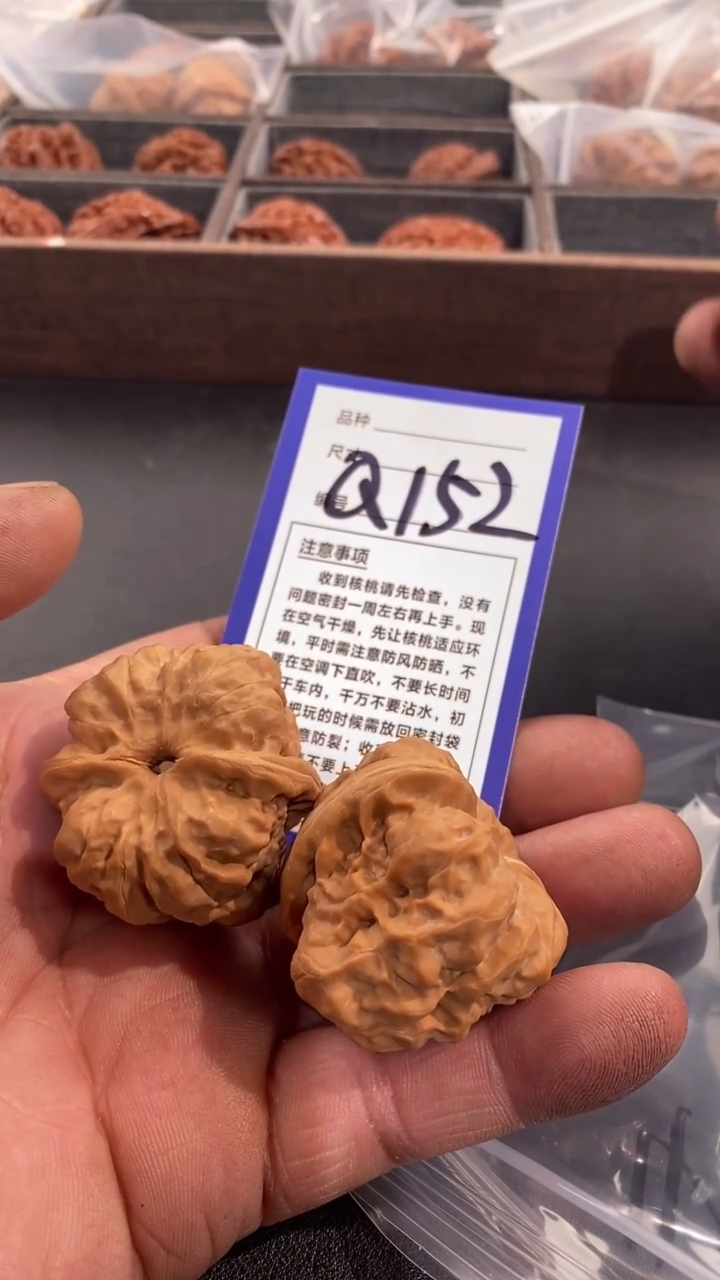 品种
尺寸
编号 Q152
注意事项
收到核桃请先检查，没有
问题密封一周左右再上手。现
在空气干燥，先让核桃适应环
境，平时需注意防风防晒，不
要在空调下直吹，不要长时间
于车内，千万不要沾水，初
把玩的时候需放回密封袋
意防裂；收
不要上